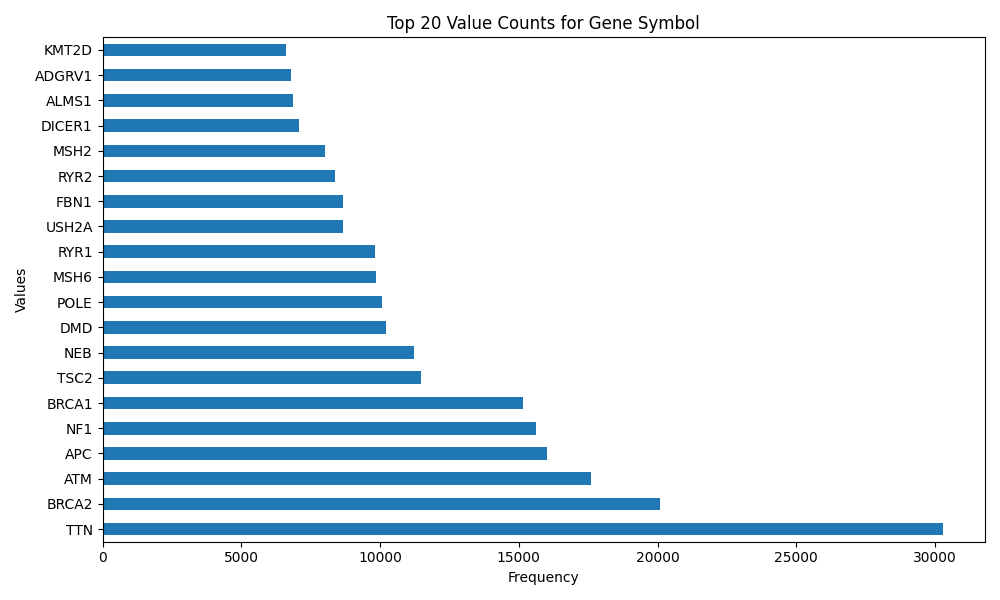 Top 20 Value Counts for Gene Symbol
KMT2D
ADGRV1
ALMS1
DICER1
MSH2
RYR2
FBN1
USH2A
RYR1
MSH6
POLE
DMD
NEB
TSC2
BRCA1
NF1
APC
ATM
BRCA2
TTN
Values
0 5000 10000 15000 20000 25000 30000
Frequency